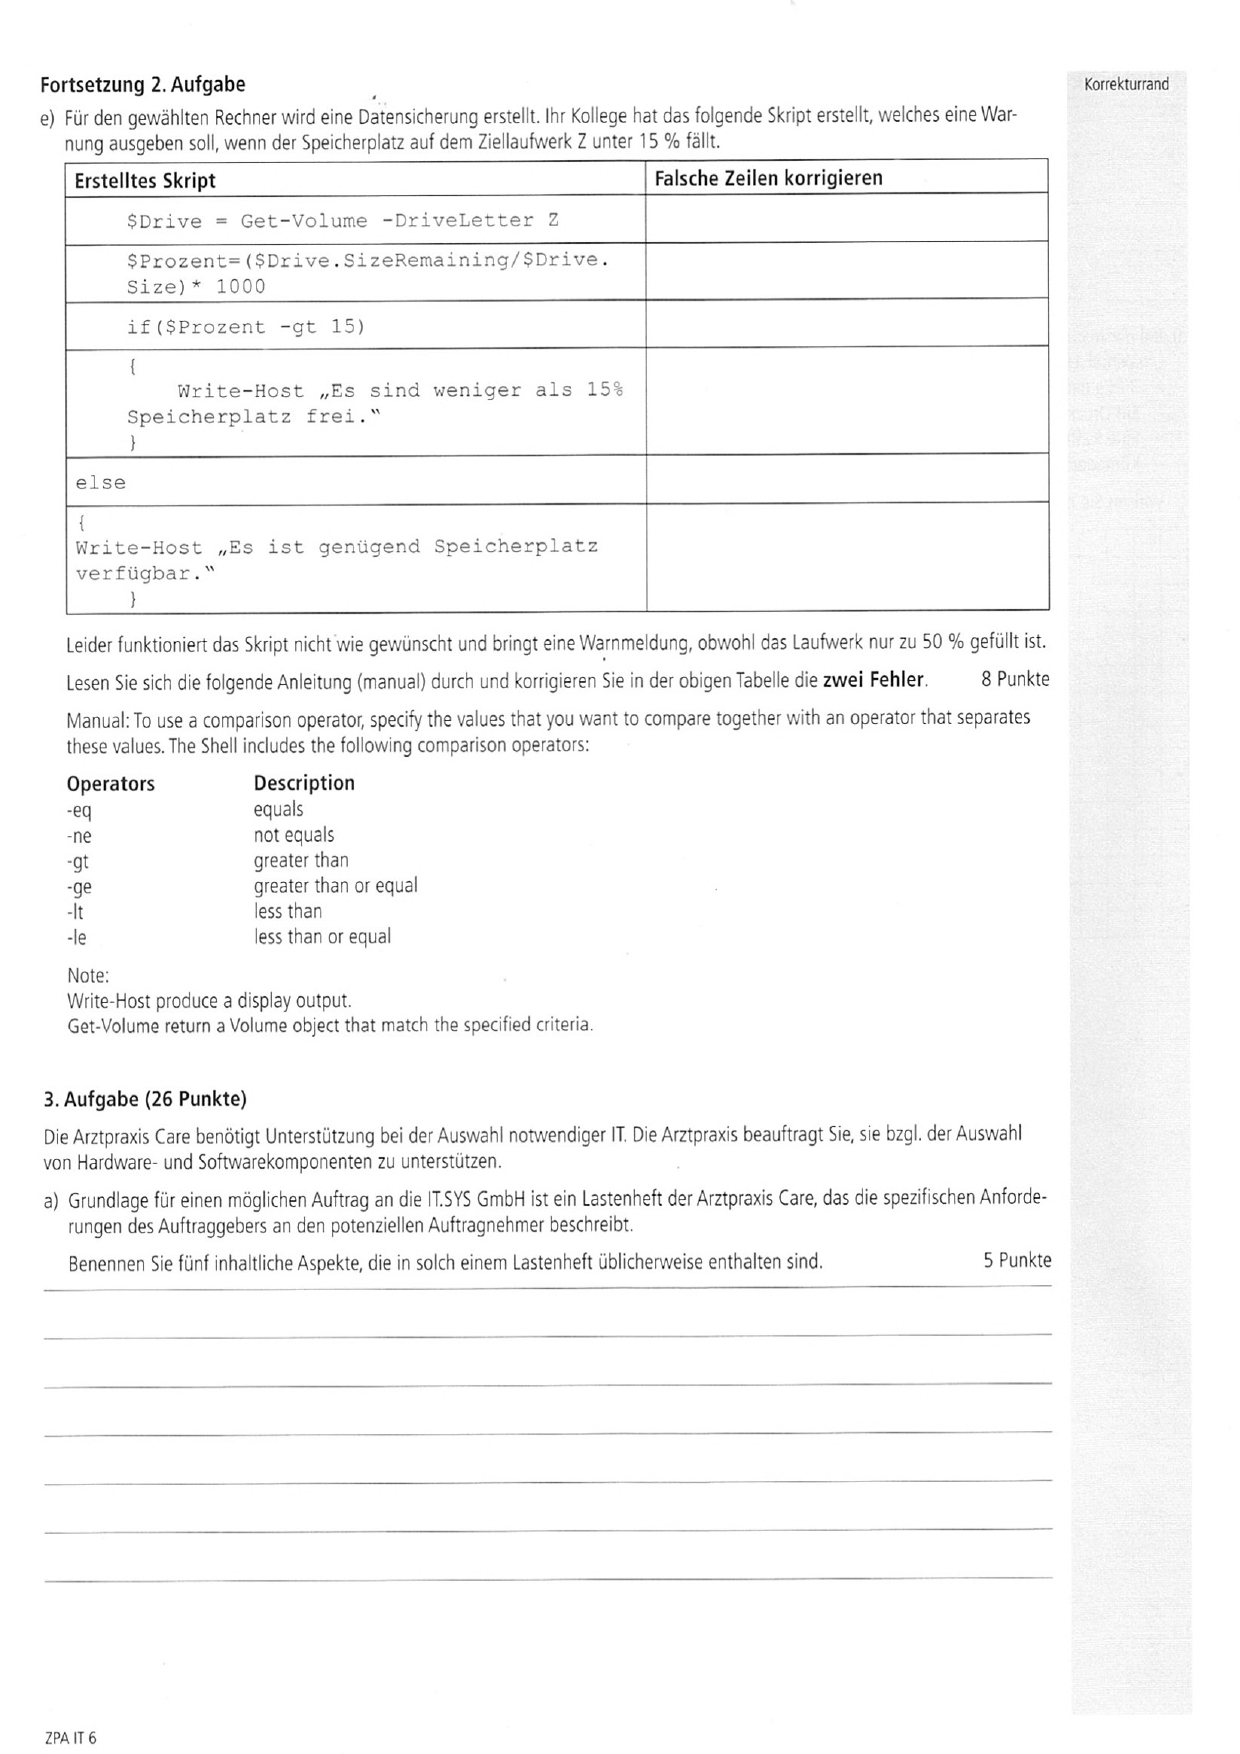 Fortsetzung 2. Aufgabe
Korrekturrand
e) Für den gewählten Rechner wird eine Datensicherung erstellt. Ihr Kollege hat das folgende Skript erstellt, welches eine War-
nung ausgeben soll, wenn der Speicherplatz auf dem Ziellaufwerk Z unter 15 % fällt.
Erstelltes Skript
Falsche Zeilen korrigieren
$Drive = Get-Volume -DriveLetter Z
$Prozent=($Drive.SizeRemaining/$Drive.
Size)* 1000
if($Prozent -gt 15)
{
Write-Host „Es sind weniger als 15%
Speicherplatz frei.“
}
else
{
Write-Host „Es ist genügend Speicherplatz
verfügbar.“
}
Leider funktioniert das Skript nicht wie gewünscht und bringt eine Warnmeldung, obwohl das Laufwerk nur zu 50 % gefüllt ist.
Lesen Sie sich die folgende Anleitung (manual) durch und korrigieren Sie in der obigen Tabelle die zwei Fehler. 8 Punkte
Manual: To use a comparison operator, specify the values that you want to compare together with an operator that separates
these values. The Shell includes the following comparison operators:
Operators Description
-eq equals
-ne not equals
-gt greater than
-ge greater than or equal
-lt less than
-le less than or equal
Note:
Write-Host produce a display output.
Get-Volume return a Volume object that match the specified criteria.
3. Aufgabe (26 Punkte)
Die Arztpraxis Care benötigt Unterstützung bei der Auswahl notwendiger IT. Die Arztpraxis beauftragt Sie, sie bzgl. der Auswahl
von Hardware- und Softwarekomponenten zu unterstützen.
a) Grundlage für einen möglichen Auftrag an die IT.SYS GmbH ist ein Lastenheft der Arztpraxis Care, das die spezifischen Anforde-
rungen des Auftraggebers an den potenziellen Auftragnehmer beschreibt.
Benennen Sie fünf inhaltliche Aspekte, die in solch einem Lastenheft üblicherweise enthalten sind. 5 Punkte
ZPA IT 6